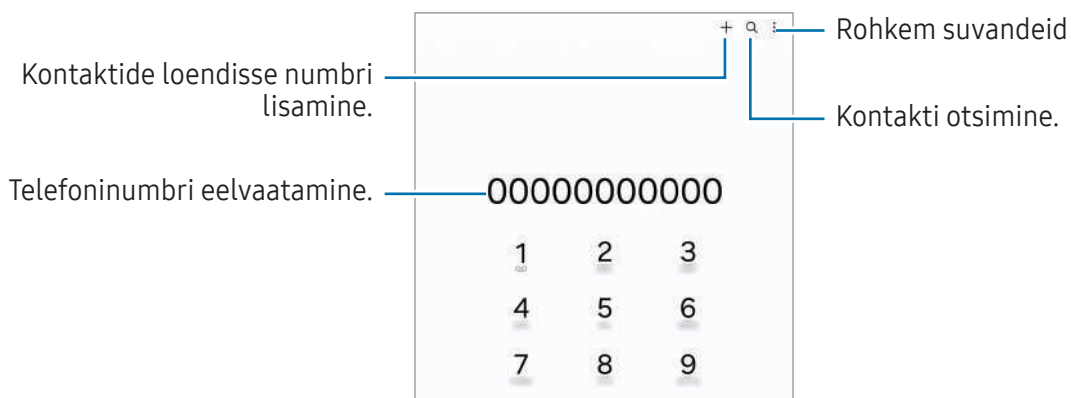 Rohkem suvandeid
Kontaktide loendisse numbri
lisamine.
Kontakti otsimine.
Telefoninumbri eelvaatamine.
00000000000
1 2 3
4 5 6
7 8 9